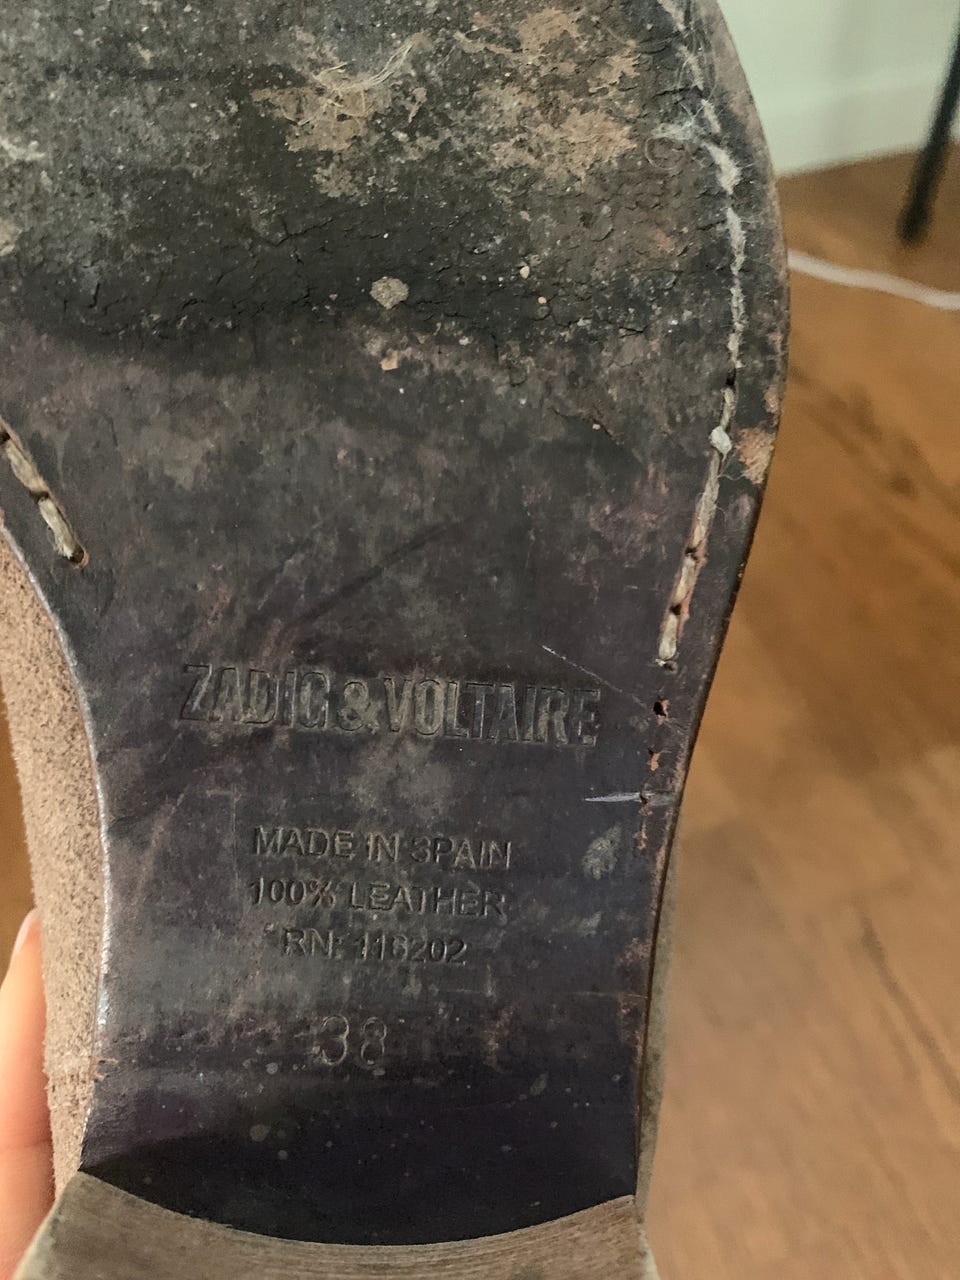 ZADIG & VOLTAIRE
MADE IN SPAIN
100% LEATHER
RN: 116202
38